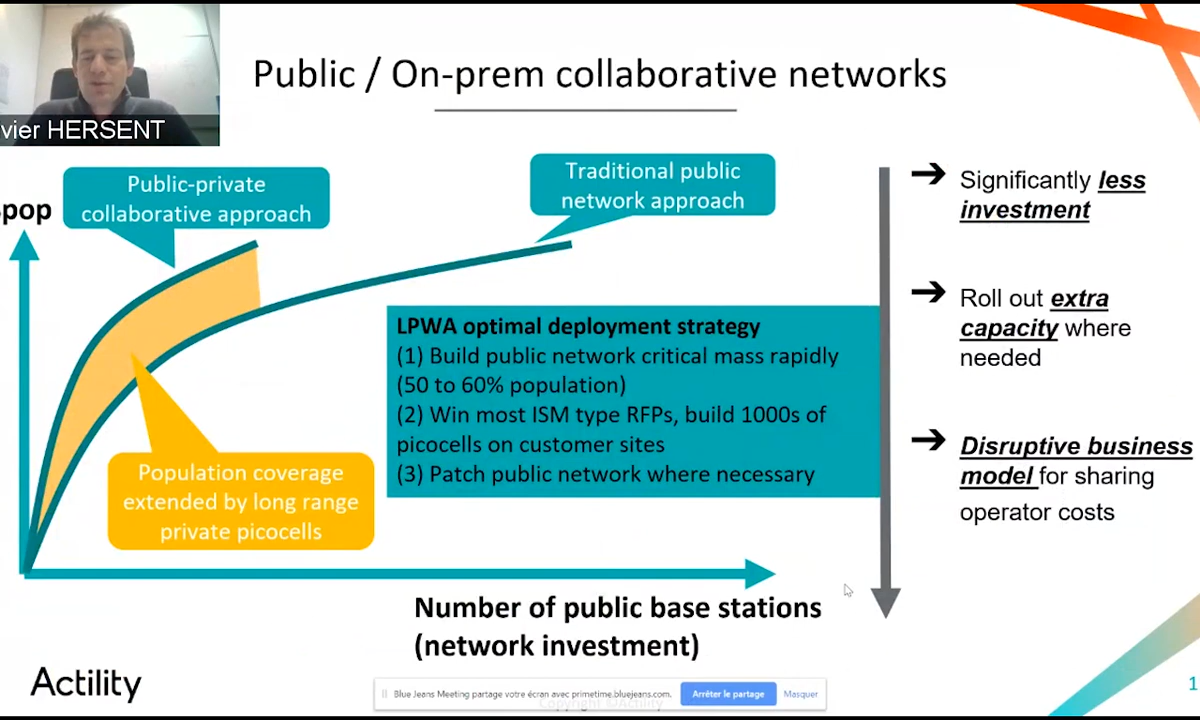 Public / On-prem collaborative networks
vier HERSENT
pop
Public-private
collaborative approach
Traditional public
network approach
Population coverage
extended by long range
private picocells
LPWA optimal deployment strategy
(1) Build public network critical mass rapidly
(50 to 60% population)
(2) Win most ISM type RFPs, build 1000s of
picocells on customer sites
(3) Patch public network where necessary
Number of public base stations
(network investment)
➔ Significantly less
investment
➔ Roll out extra
capacity where
needed
➔ Disruptive business
model for sharing
operator costs
Actility
Blue Jeans Meeting partage votre écran avec primetime.bluejeans.com.
Arrêter le partage
Masquer
Copyright ©Actility
1